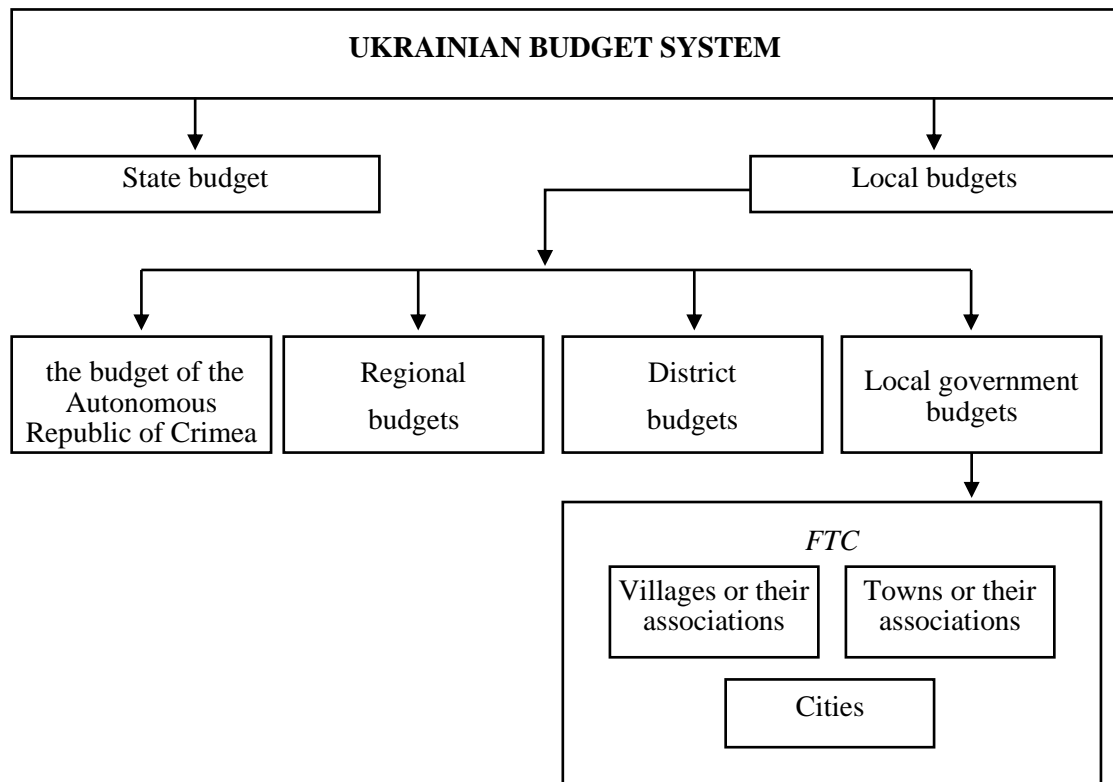 UKRAINIAN BUDGET SYSTEM
State budget
Local budgets
the budget of the
Autonomous
Republic of Crimea
Regional
budgets
District
budgets
Local government
budgets
FTC
Villages or their
associations
Towns or their
associations
Cities